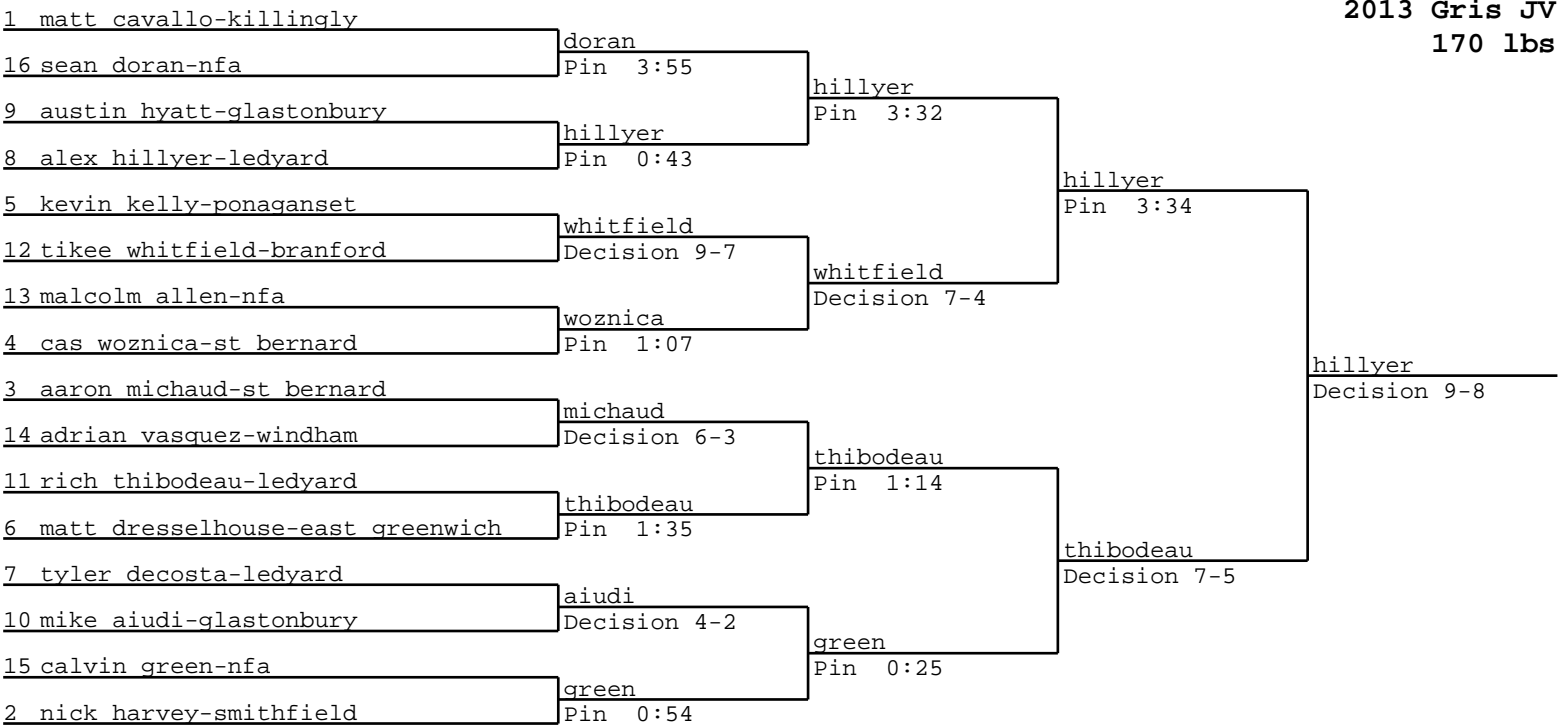 2013 Gris JV
170 lbs
1 matt cavallo-killingly
16 sean doran-nfa
9 austin hyatt-glastonbury
8 alex hillyer-ledyard
5 kevin kelly-ponaganset
12 tikee whitfield-branford
13 malcolm allen-nfa
4 cas woznica-st bernard
3 aaron michaud-st bernard
14 adrian vasquez-windham
11 rich thibodeau-ledyard
6 matt dresselhouse-east greenwich
7 tyler decosta-ledyard
10 mike aiudi-glastonbury
15 calvin green-nfa
2 nick harvey-smithfield
doran
Pin 3:55
hillyer
Pin 0:43
whitfield
Decision 9-7
woznica
Pin 1:07
michaud
Decision 6-3
thibodeau
Pin 1:35
aiudi
Decision 4-2
green
Pin 0:54
hillyer
Pin 3:32
whitfield
Decision 7-4
thibodeau
Pin 1:14
green
Pin 0:25
hillyer
Pin 3:34
thibodeau
Decision 7-5
hillyer
Decision 9-8